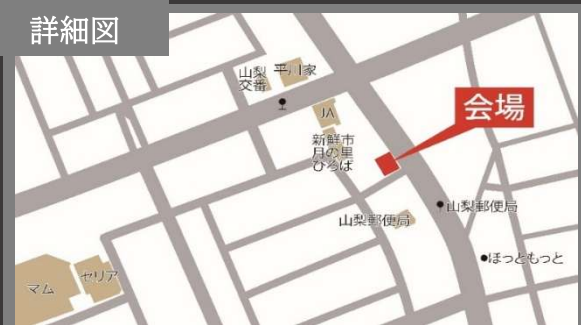 詳細図
山梨
交番
平川家
JA
会場
新鮮市
月の里
ひろば
山梨郵便局
山梨郵便局
ほっともっと
セリア
マム